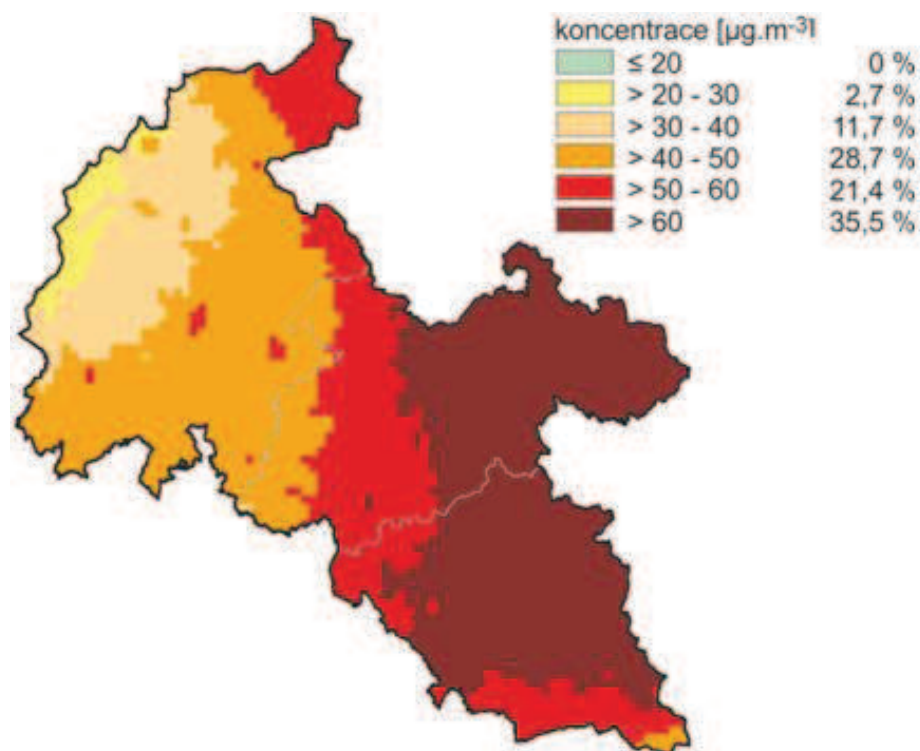 koncentrace [µg.m⁻³]
≤ 20 0 %
> 20 - 30 2,7 %
> 30 - 40 11,7 %
> 40 - 50 28,7 %
> 50 - 60 21,4 %
> 60 35,5 %